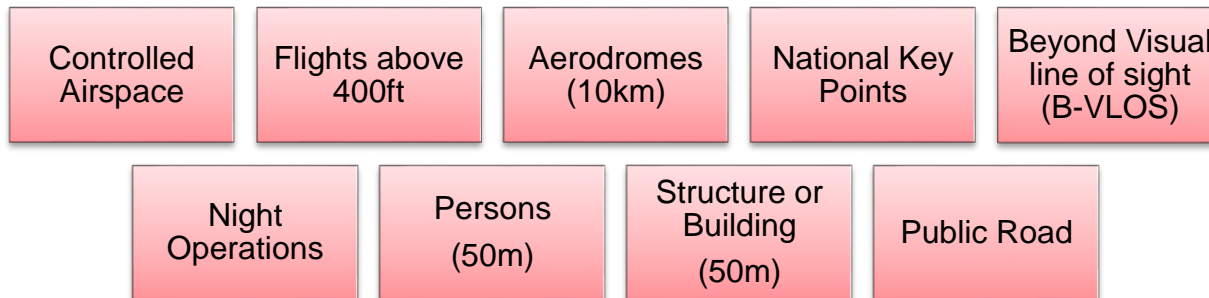 Controlled
Airspace
Flights above
400ft
Aerodromes
(10km)
National Key
Points
Beyond Visual
line of sight
(B-VLOS)
Night
Operations
Persons
(50m)
Structure or
Building
(50m)
Public Road